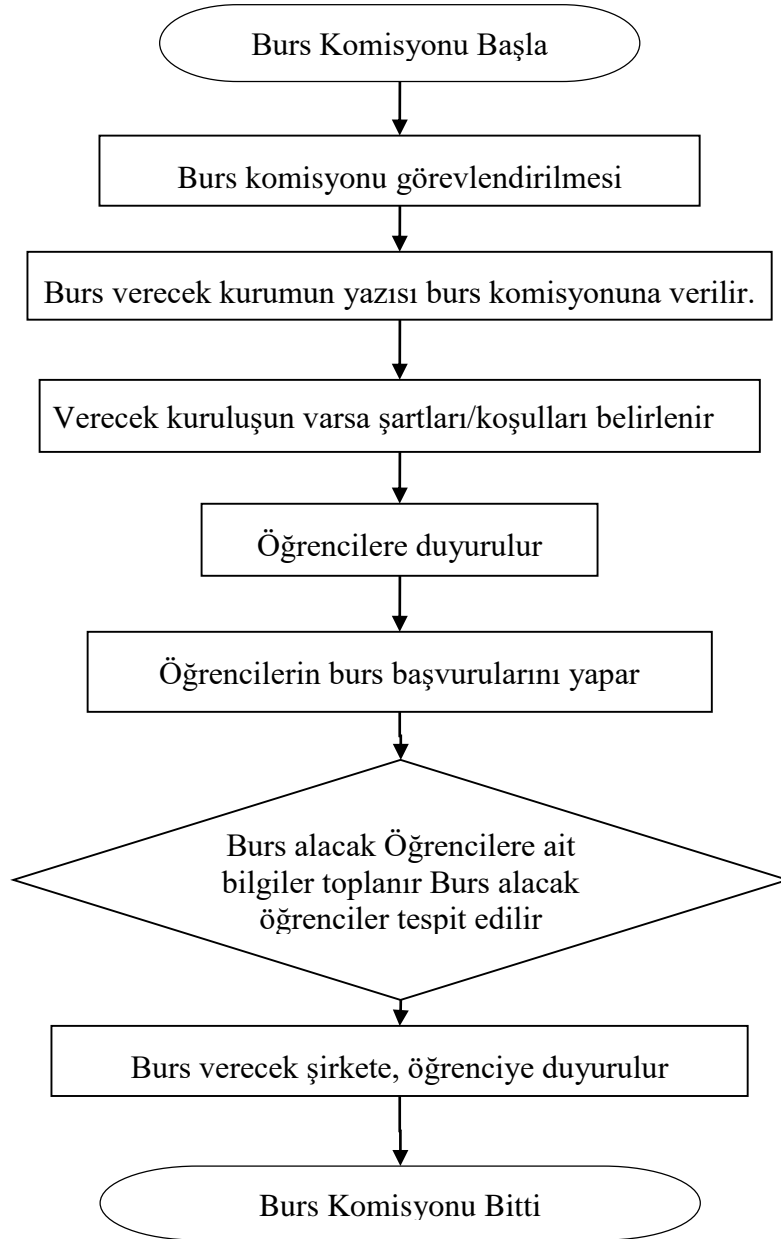 Burs Komisyonu Başla
Burs komisyonu görevlendirilmesi
Burs verecek kurumun yazısı burs komisyonuna verilir.
Verecek kuruluşun varsa şartları/koşulları belirlenir
Öğrencilere duyurulur
Öğrencilerin burs başvurularını yapar
Burs alacak Öğrencilere ait
bilgiler toplanır Burs alacak
öğrenciler tespit edilir
Burs verecek şirkete, öğrenciye duyurulur
Burs Komisyonu Bitti